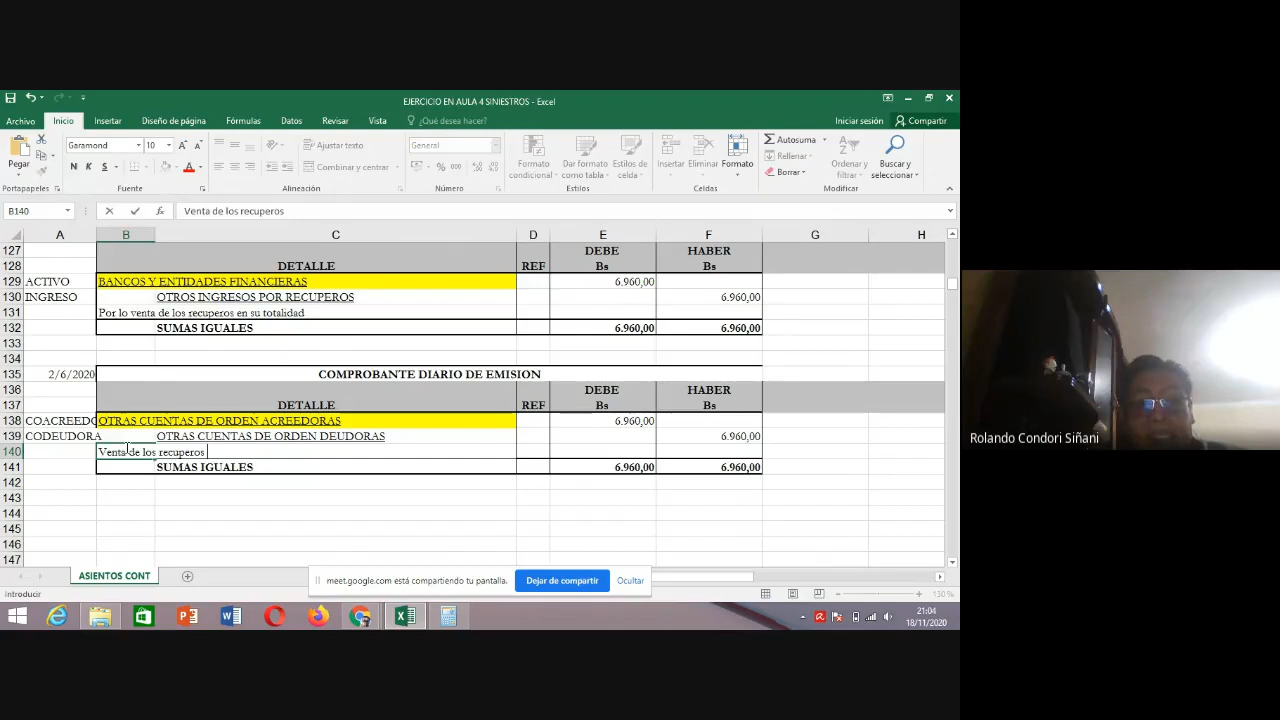 EJERCICIO EN AULA 4 SINIESTROS - Excel
Archivo Inicio Insertar Diseño de página Fórmulas Datos Revisar Vista ¿Qué desea hacer? Iniciar sesión Compartir
Pegar Garamond 10 Ajustar texto General Autosuma
N K S Combinar y centrar % 000 Formato condicional Dar formato como tabla Estilos de celda Insertar Eliminar Formato Rellenar Borrar Ordenar y filtrar Buscar y seleccionar
Portapapeles Fuente Alineación Número Estilos Celdas Modificar
B140 fx Venta de los recuperos
A B C D E F G H
127 DEBE HABER
128 DETALLE REF Bs Bs
129 ACTIVO BANCOS Y ENTIDADES FINANCIERAS 6.960,00
130 INGRESO OTROS INGRESOS POR RECUPEROS 6.960,00
131 Por lo venta de los recuperos en su totalidad
132 SUMAS IGUALES 6.960,00 6.960,00
133
134
135 2/6/2020 COMPROBANTE DIARIO DE EMISION
136 DEBE HABER
137 DETALLE REF Bs Bs
138 COACREEDO OTRAS CUENTAS DE ORDEN ACREEDORAS 6.960,00
139 CODEUDORA OTRAS CUENTAS DE ORDEN DEUDORAS 6.960,00
140 Venta de los recuperos
141 SUMAS IGUALES 6.960,00 6.960,00
142
143
144
145
146
147
ASIENTOS CONT
meet.google.com está compartiendo tu pantalla. Dejar de compartir Ocultar
Introducir 130 %
21:04
18/11/2020
Rolando Condori Siñani